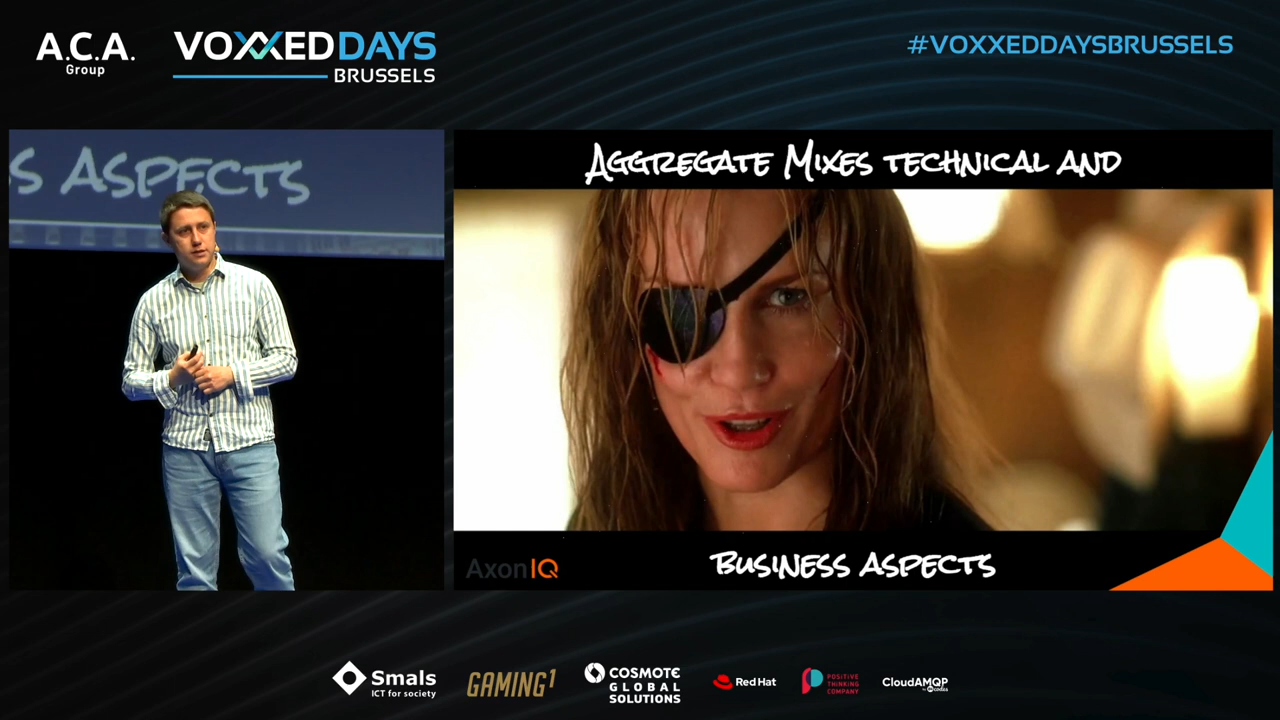 A.C.A.
Group
VOXXEDDAYS
BRUSSELS
#VOXXEDDAYSBRUSSELS
S ASPECTS
AGGREGATE MIXES TECHNICAL AND
BUSINESS ASPECTS
AxonIQ
Smals
ICT for society
GAMING1
COSMOTE
GLOBAL
SOLUTIONS
Red Hat
POSITIVE
THINKING
COMPANY
CloudAMQP